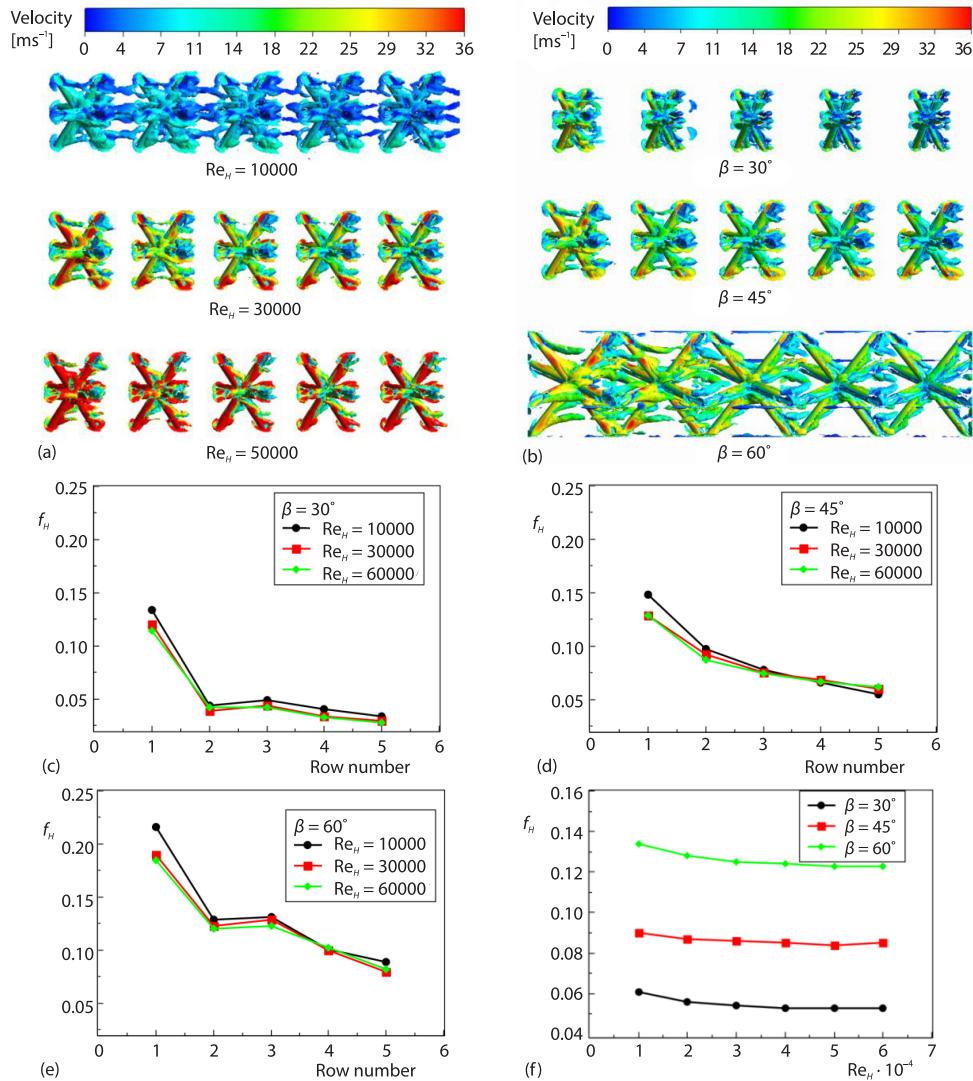 Velocity
[ms⁻¹]
0 4 7 11 14 18 22 25 29 32 36
Re_H = 10000
Re_H = 30000
(a)
Re_H = 50000
Velocity
[ms⁻¹]
0 4 7 11 14 18 22 25 29 32 36
β = 30°
β = 45°
(b)
β = 60°
0.25
f_H
0.20
0.15
0.10
0.05
β = 30°
Re_H = 10000
Re_H = 30000
Re_H = 60000
0 1 2 3 4 5 6
(c)
Row number
0.25
f_H
0.20
0.15
0.10
0.05
β = 45°
Re_H = 10000
Re_H = 30000
Re_H = 60000
0 1 2 3 4 5 6
(d)
Row number
0.25
f_H
0.20
0.15
0.10
0.05
β = 60°
Re_H = 10000
Re_H = 30000
Re_H = 60000
0 1 2 3 4 5 6
(e)
Row number
0.16
f_H
0.14
0.12
0.10
0.08
0.06
0.04
β = 30°
β = 45°
β = 60°
0 1 2 3 4 5 6 7
(f)
Re_H · 10⁻⁴